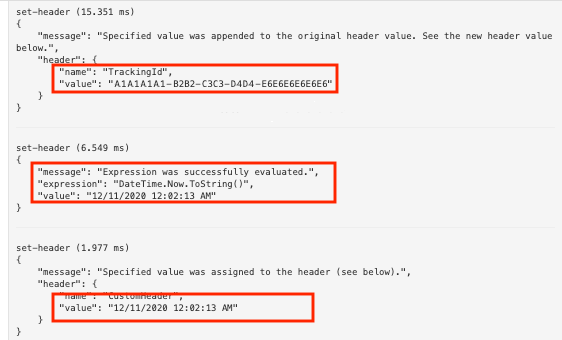 set-header (15.351 ms)
{
"message": "Specified value was appended to the original header value. See the new header value
below.",
"header": {
"name": "TrackingId",
"value": "A1A1A1A1-B2B2-C3C3-D4D4-E6E6E6E6E6E6"
}
}
set-header (6.549 ms)
{
"message": "Expression was successfully evaluated.",
"expression": "DateTime.Now.ToString()",
"value": "12/11/2020 12:02:13 AM"
}
set-header (1.977 ms)
{
"message": "Specified value was assigned to the header (see below).",
"header": {
"name": "CustomHeader",
"value": "12/11/2020 12:02:13 AM"
}
}